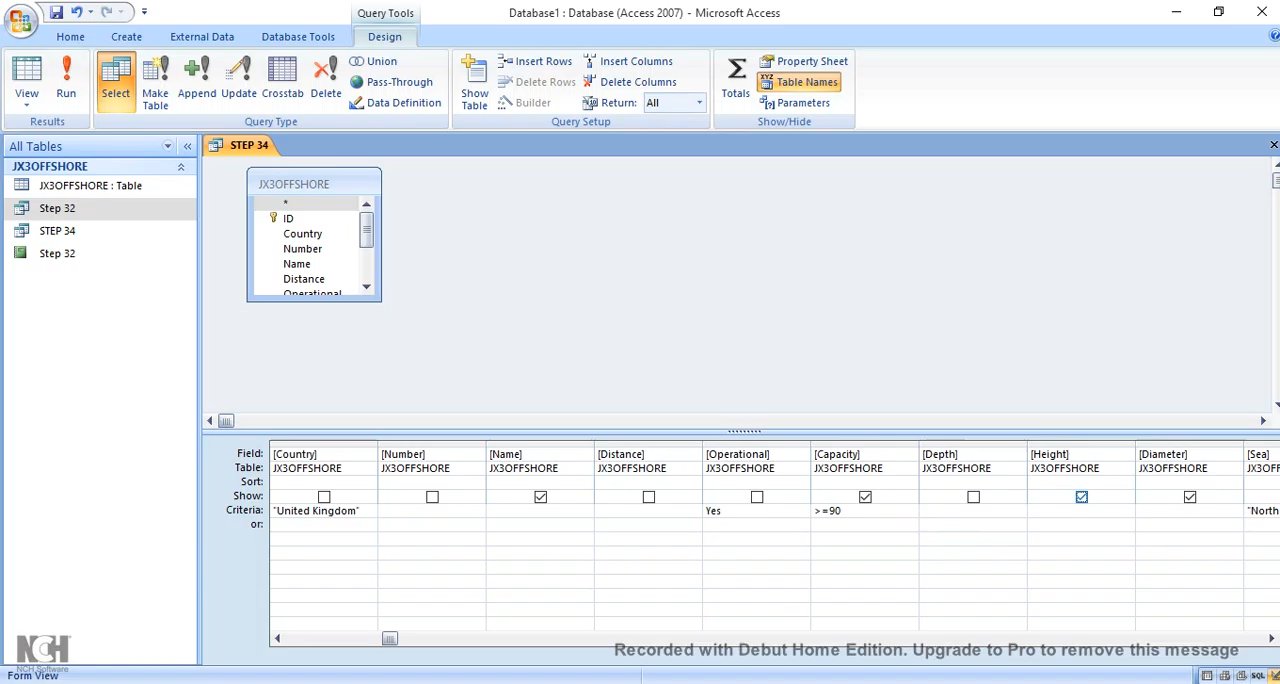 Query Tools
Database1 : Database (Access 2007) - Microsoft Access
Home Create External Data Database Tools Design
View
Run
Results
Select
Make Table
Append
Update
Crosstab
Delete
Union
Pass-Through
Data Definition
Query Type
Show Table
Insert Rows
Delete Rows
Builder
Insert Columns
Delete Columns
Return: All
Query Setup
Totals
Property Sheet
Table Names
Parameters
Show/Hide
All Tables
JX3OFFSHORE
JX3OFFSHORE : Table
Step 32
STEP 34
Step 32
STEP 34
JX3OFFSHORE
*
ID
Country
Number
Name
Distance
Operational
Field: [Country] [Number] [Name] [Distance] [Operational] [Capacity] [Depth] [Height] [Diameter] [Sea]
Table: JX3OFFSHORE JX3OFFSHORE JX3OFFSHORE JX3OFFSHORE JX3OFFSHORE JX3OFFSHORE JX3OFFSHORE JX3OFFSHORE JX3OFFSHORE JX3OF
Sort:
Show:
Criteria: "United Kingdom" Yes >=90 "North
or:
NCH
NCH Software
Recorded with Debut Home Edition. Upgrade to Pro to remove this message
Form View
SQL